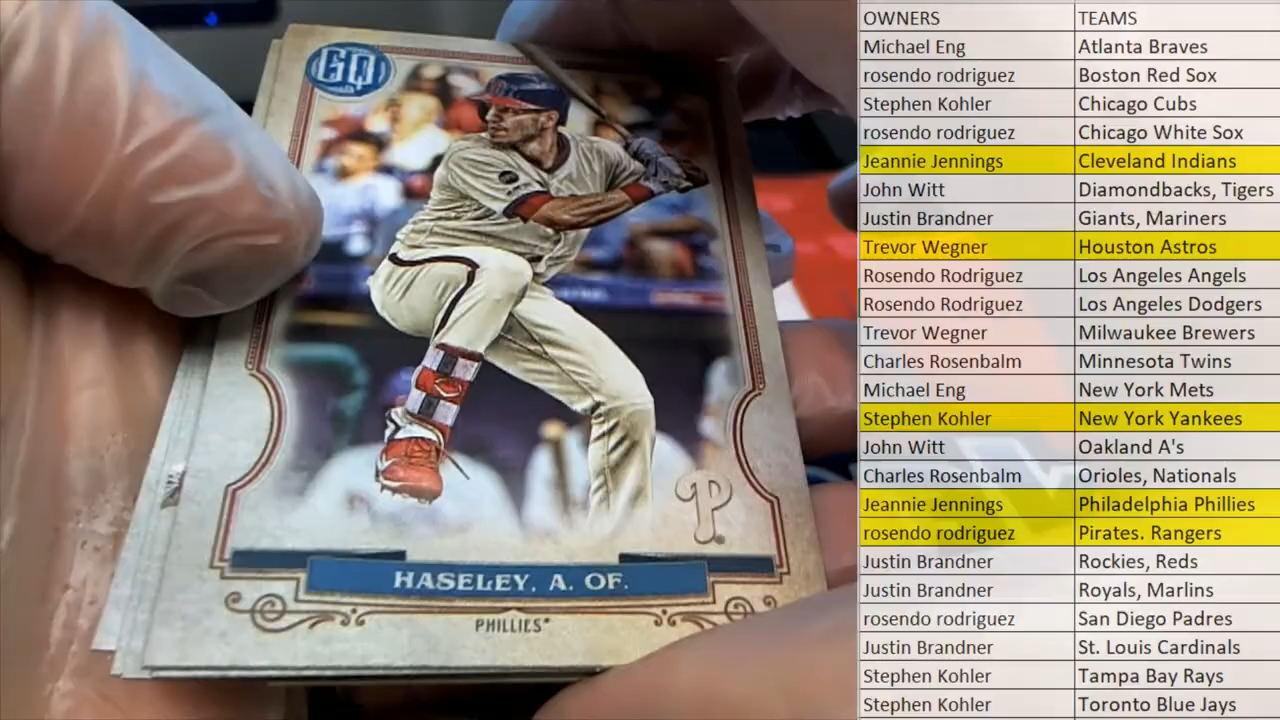 GQ
HASELEY, A. OF.
PHILLIES
P
OWNERS TEAMS
Michael Eng Atlanta Braves
rosendo rodriguez Boston Red Sox
Stephen Kohler Chicago Cubs
rosendo rodriguez Chicago White Sox
Jeannie Jennings Cleveland Indians
John Witt Diamondbacks, Tigers
Justin Brandner Giants, Mariners
Trevor Wegner Houston Astros
Rosendo Rodriguez Los Angeles Angels
Rosendo Rodriguez Los Angeles Dodgers
Trevor Wegner Milwaukee Brewers
Charles Rosenbalm Minnesota Twins
Michael Eng New York Mets
Stephen Kohler New York Yankees
John Witt Oakland A's
Charles Rosenbalm Orioles, Nationals
Jeannie Jennings Philadelphia Phillies
rosendo rodriguez Pirates. Rangers
Justin Brandner Rockies, Reds
Justin Brandner Royals, Marlins
rosendo rodriguez San Diego Padres
Justin Brandner St. Louis Cardinals
Stephen Kohler Tampa Bay Rays
Stephen Kohler Toronto Blue Jays